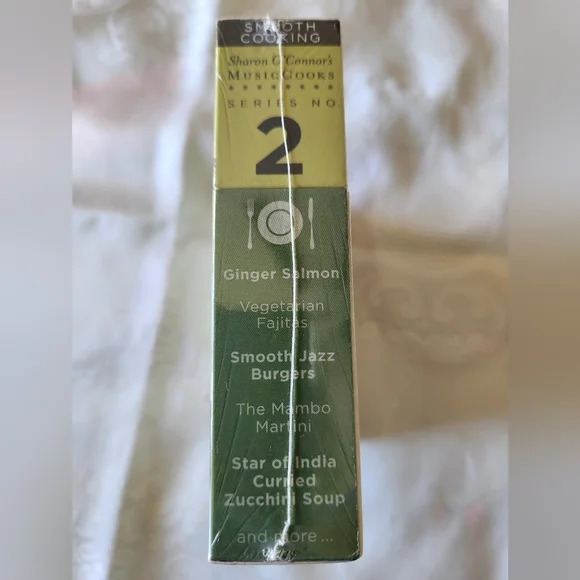 SMOOTH
COOKING
Sharon O'Connor's
MUSICCOOKS
SERIES NO.
2
Ginger Salmon
Vegetarian
Fajitas
Smooth Jazz
Burgers
The Mambo
Martini
Star of India
Curried
Zucchini Soup
and more...